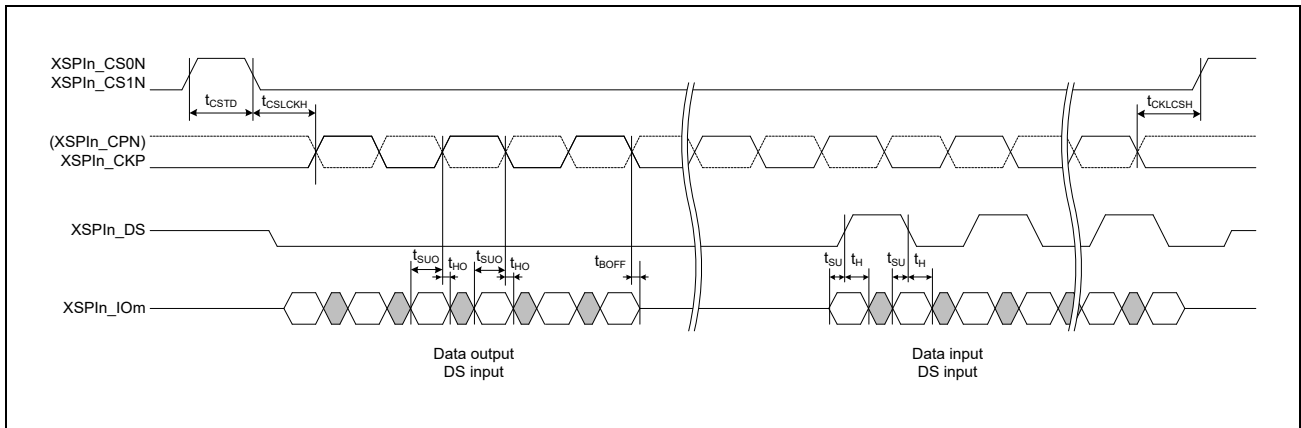 XSPIn_CS0N
XSPIn_CS1N
tCSTD
tCSLCKH
tCKLCSH
(XSPIn_CPN)
XSPIn_CKP
XSPIn_DS
tSUO
tHO
tSUO
tHO
tBOFF
tSU
tH
tSU
tH
XSPIn_IOm
Data output
DS input
Data input
DS input